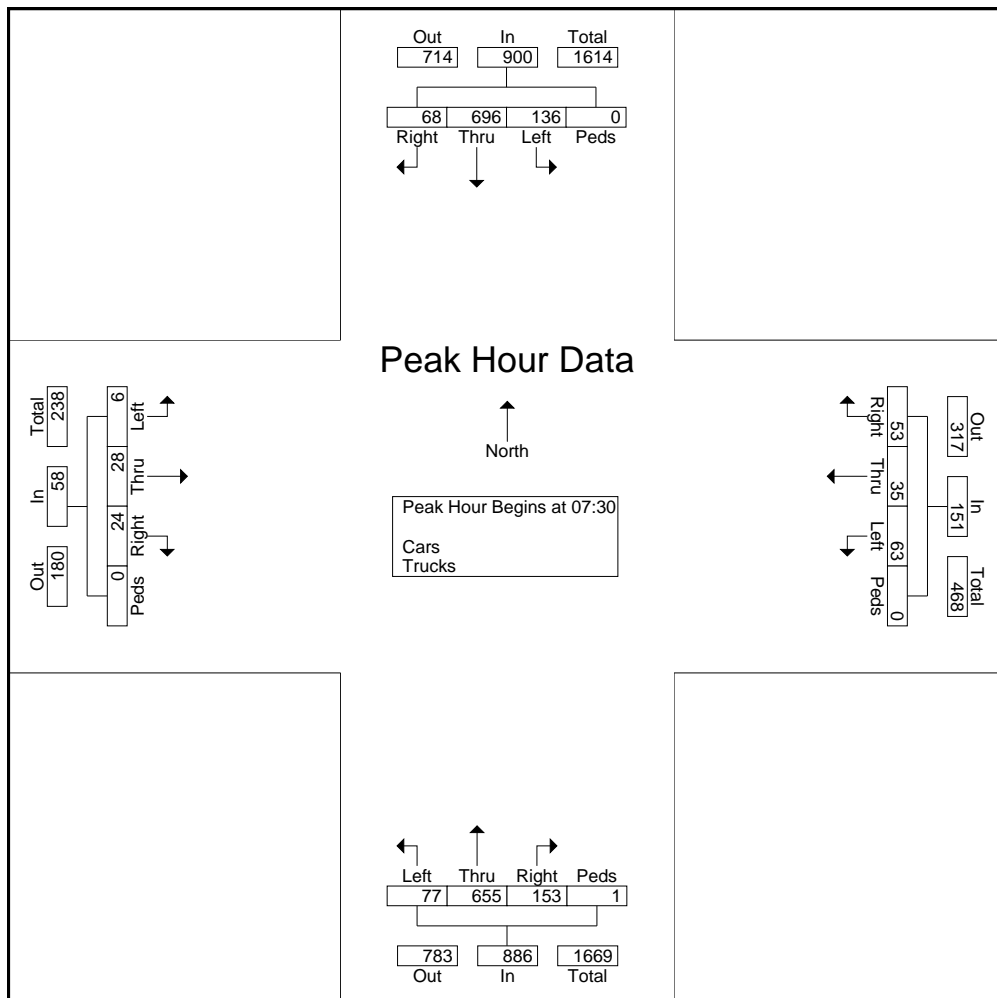 Out In Total
714 900 1614
68 696 136 0
Right Thru Left Peds
Peak Hour Data
North
Peak Hour Begins at 07:30
Cars
Trucks
Total In Out
238 58 180
6 28 24 0
Left Thru Right Peds
Out In Total
317 151 468
53 35 63 0
Right Thru Left Peds
Left Thru Right Peds
77 655 153 1
783 886 1669
Out In Total